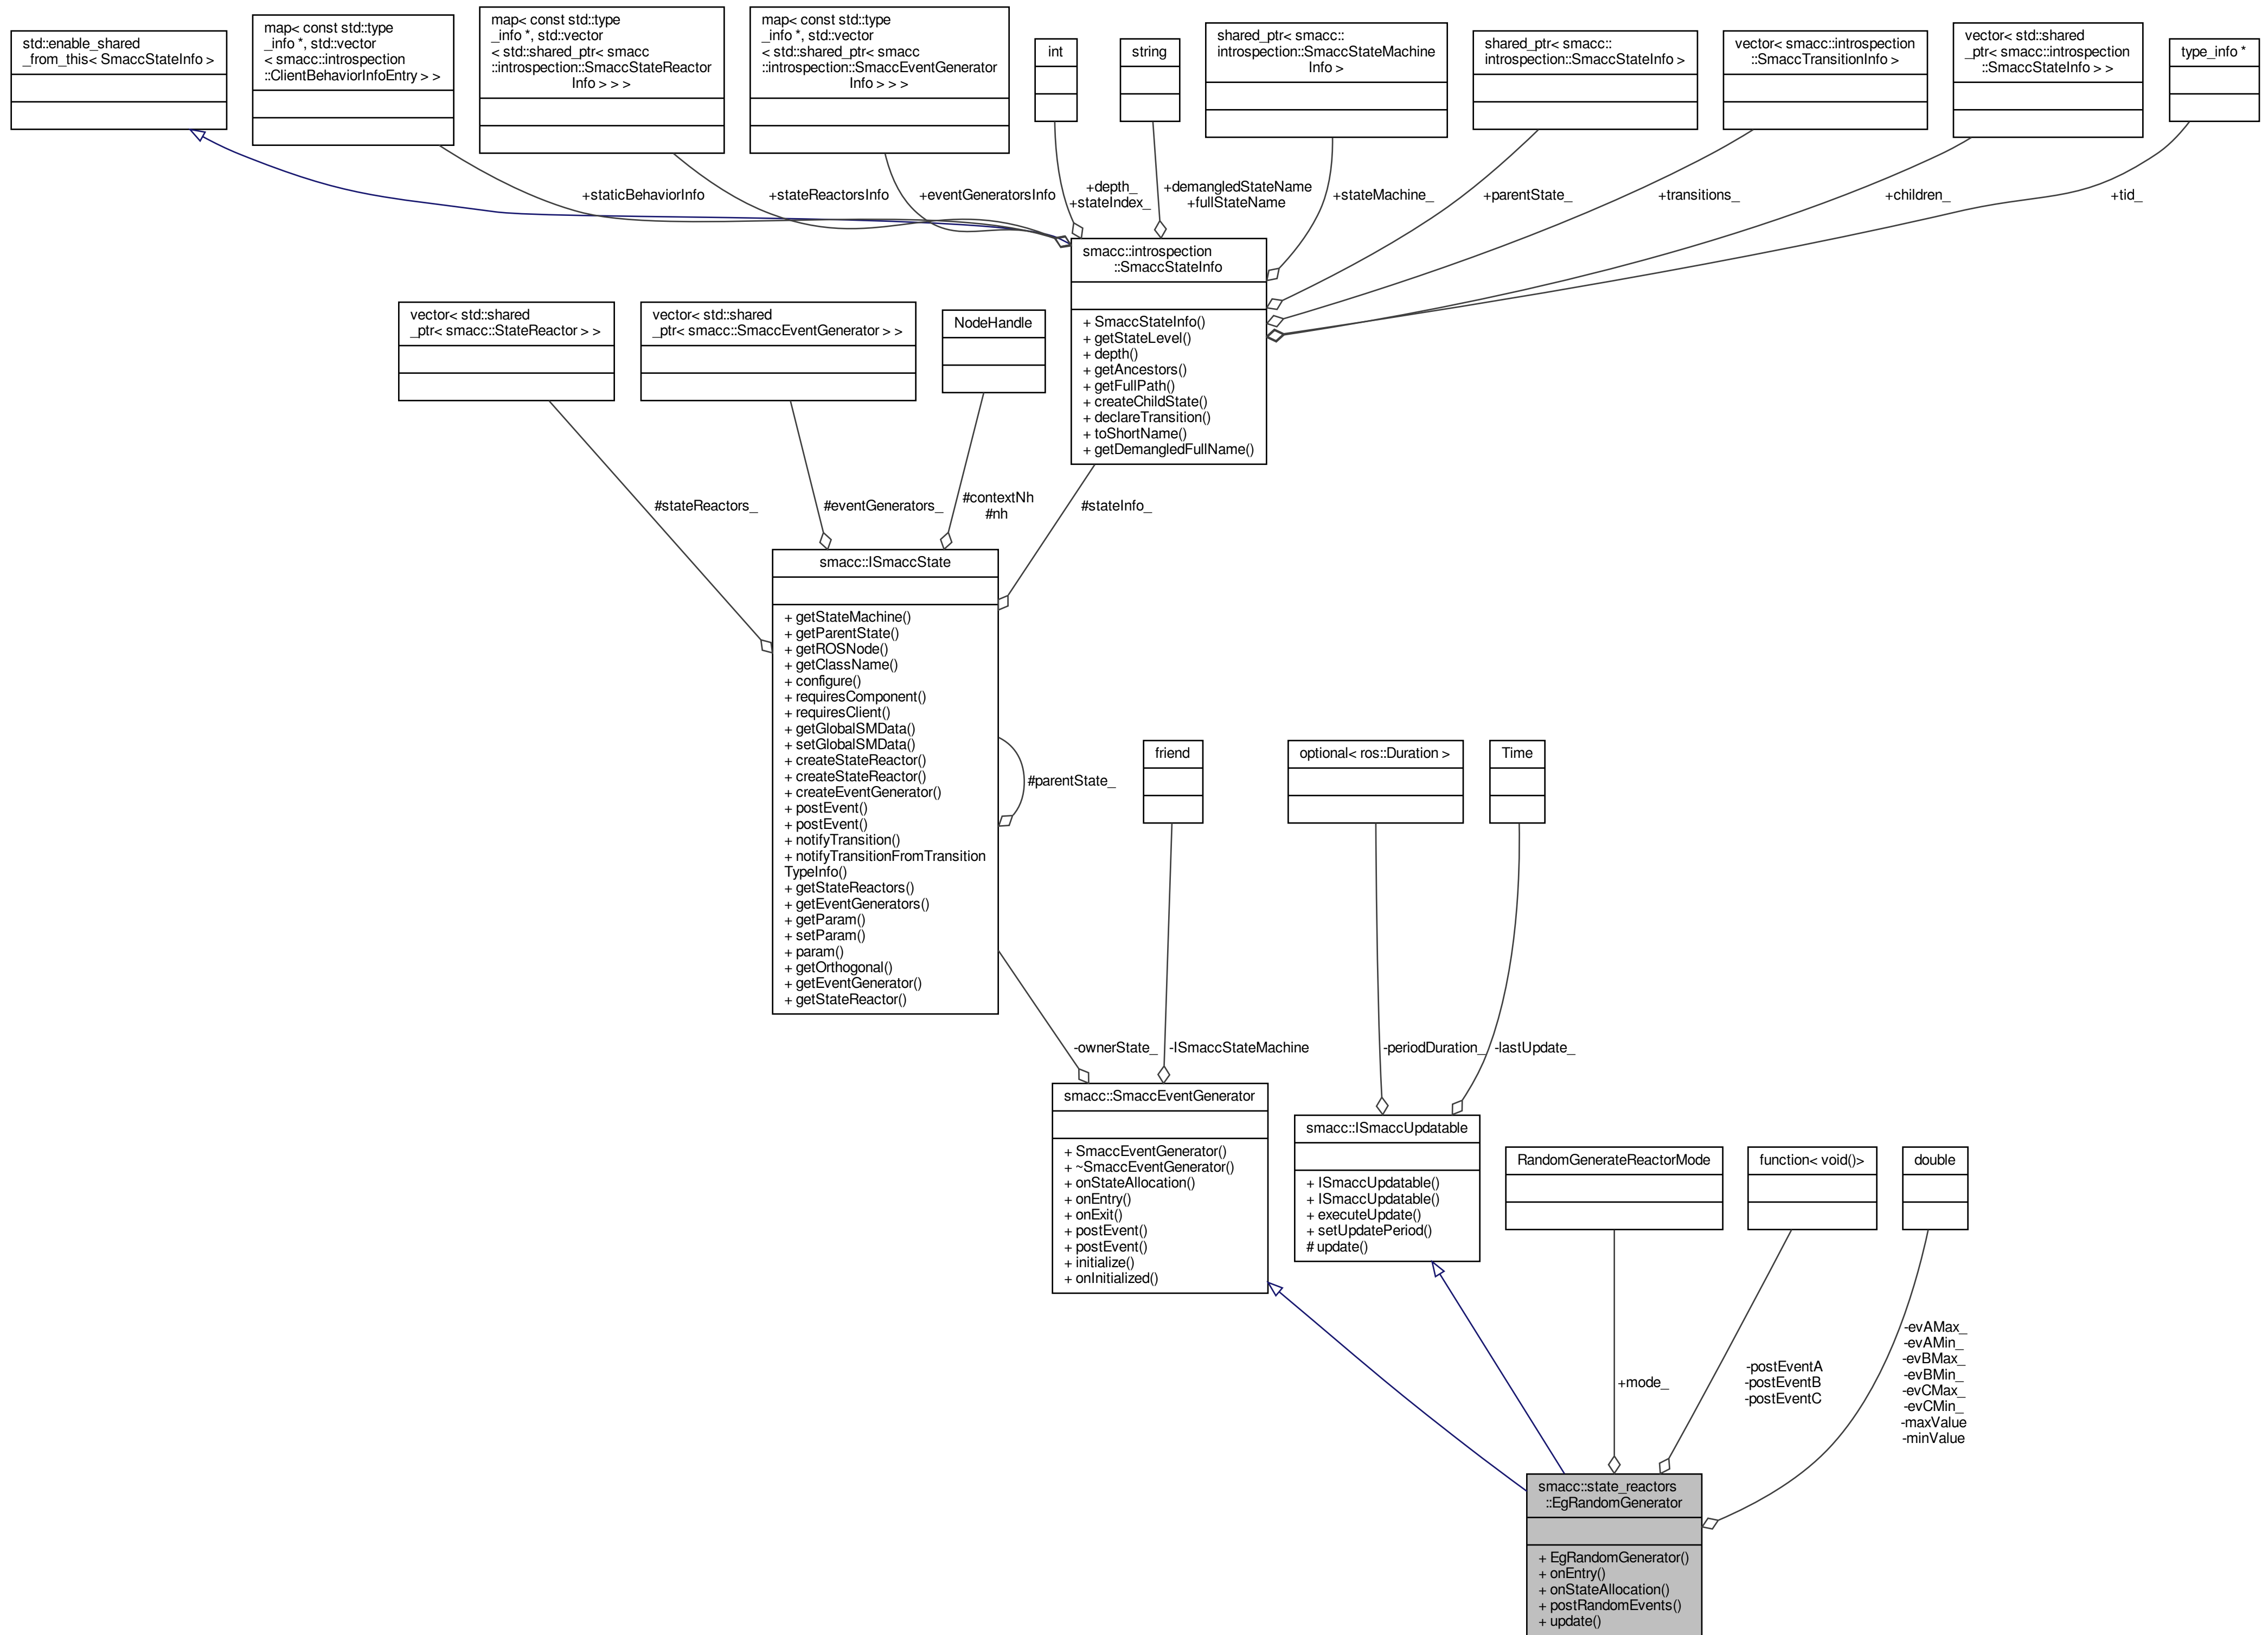 std::enable_shared
_from_this< SmaccStateInfo >
map< const std::type
_info *, std::vector
< smacc::introspection
::ClientBehaviorInfoEntry > >
map< const std::type
_info *, std::vector
< std::shared_ptr< smacc
::introspection::SmaccStateReactor
Info > > >
map< const std::type
_info *, std::vector
< std::shared_ptr< smacc
::introspection::SmaccEventGenerator
Info > > >
int
string
shared_ptr< smacc::
introspection::SmaccStateMachine
Info >
shared_ptr< smacc::
introspection::SmaccStateInfo >
vector< smacc::introspection
::SmaccTransitionInfo >
vector< std::shared
_ptr< smacc::introspection
::SmaccStateInfo > >
type_info *
+staticBehaviorInfo
+stateReactorsInfo
+eventGeneratorsInfo
+depth_
+stateIndex_
+demangledStateName
+fullStateName
+stateMachine_
+parentState_
+transitions_
+children_
+tid_
smacc::introspection
::SmaccStateInfo
+ SmaccStateInfo()
+ getStateLevel()
+ depth()
+ getAncestors()
+ getFullPath()
+ createChildState()
+ declareTransition()
+ toShortName()
+ getDemangledFullName()
vector< std::shared
_ptr< smacc::StateReactor > >
vector< std::shared
_ptr< smacc::SmaccEventGenerator > >
NodeHandle
#stateReactors_
#eventGenerators_
#contextNh
#nh
#stateInfo_
smacc::ISmaccState
+ getStateMachine()
+ getParentState()
+ getROSNode()
+ getClassName()
+ configure()
+ requiresComponent()
+ requiresClient()
+ getGlobalSMData()
+ setGlobalSMData()
+ createStateReactor()
+ createStateReactor()
+ createEventGenerator()
+ postEvent()
+ postEvent()
+ notifyTransition()
+ notifyTransitionFromTransition
TypeInfo()
+ getStateReactors()
+ getEventGenerators()
+ getParam()
+ setParam()
+ param()
+ getOrthogonal()
+ getEventGenerator()
+ getStateReactor()
#parentState_
friend
optional< ros::Duration >
Time
-ownerState_
-ISmaccStateMachine
-periodDuration_
-lastUpdate_
smacc::SmaccEventGenerator
+ SmaccEventGenerator()
+ ~SmaccEventGenerator()
+ onStateAllocation()
+ onEntry()
+ onExit()
+ postEvent()
+ postEvent()
+ initialize()
+ onInitialized()
smacc::ISmaccUpdatable
+ ISmaccUpdatable()
+ ISmaccUpdatable()
+ executeUpdate()
+ setUpdatePeriod()
# update()
RandomGenerateReactorMode
function< void()>
double
+mode_
-postEventA
-postEventB
-postEventC
-evAMax_
-evAMin_
-evBMax_
-evBMin_
-evCMax_
-evCMin_
-maxValue
-minValue
smacc::state_reactors
::EgRandomGenerator
+ EgRandomGenerator()
+ onEntry()
+ onStateAllocation()
+ postRandomEvents()
+ update()